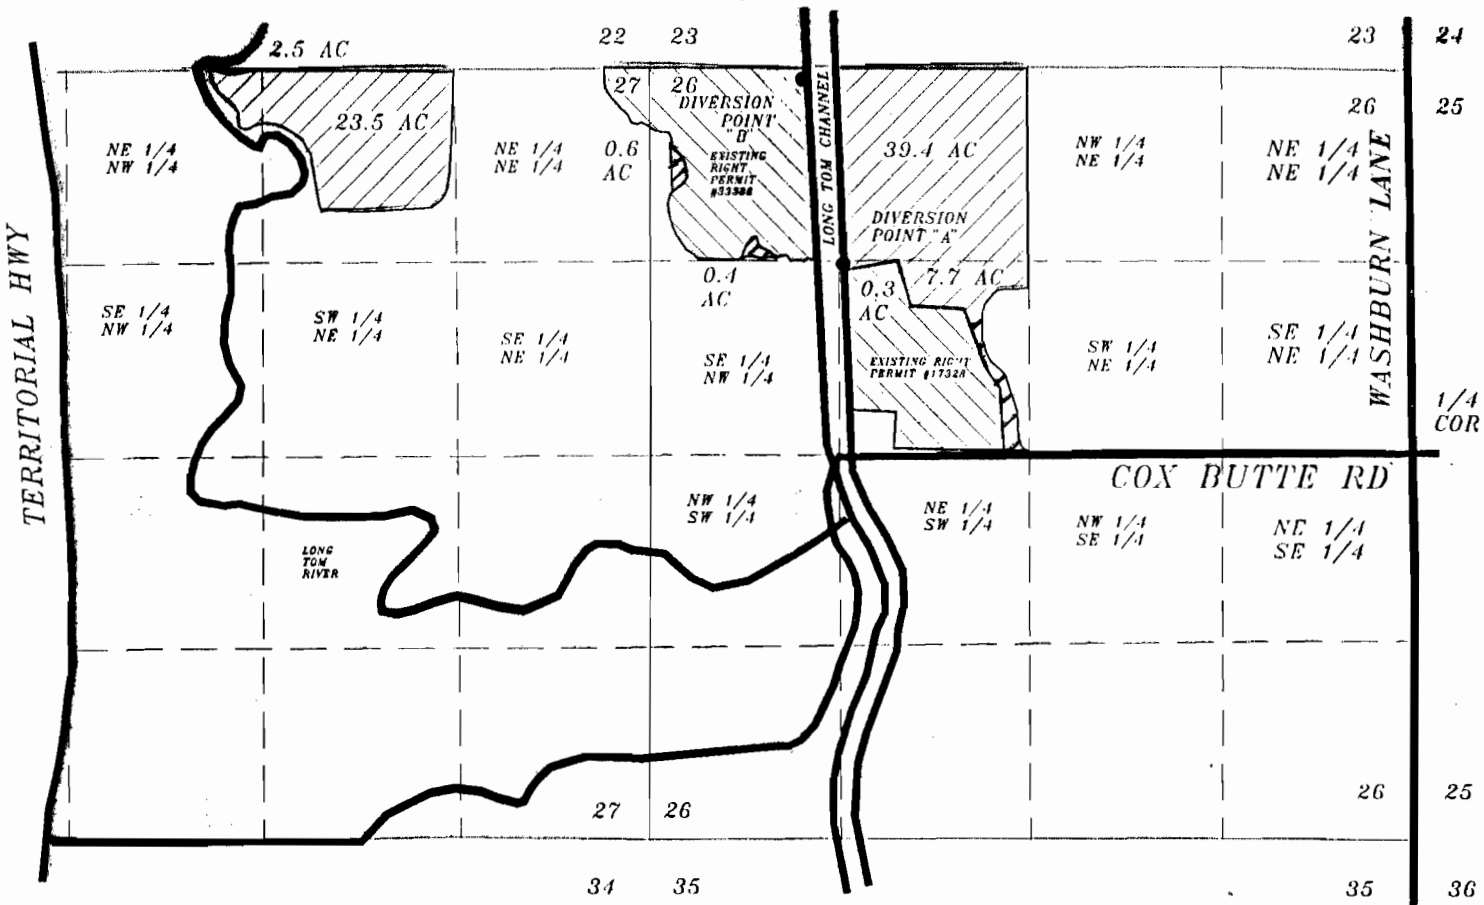 2.5 AC
22 23
23 24
27 26
26 25
DIVERSION
POINT
"B"
23.5 AC
NE 1/4
NW 1/4
NE 1/4
NE 1/4
0.6
AC
EXISTING
RIGHT
PERMIT
LONG TOM CHANNEL
39.4 AC
NW 1/4
NE 1/4
NE 1/4
NE 1/4
WASHBURN LANE
DIVERSION
POINT "A"
TERRITORIAL HWY
SE 1/4
NW 1/4
SW 1/4
NE 1/4
SE 1/4
NE 1/4
0.4
AC
SE 1/4
NW 1/4
0.3
AC
7.7 AC
EXISTING RIGHT
PERMIT #17328
SW 1/4
NE 1/4
SE 1/4
NE 1/4
1/4
COR
COX BUTTE RD
NW 1/4
SW 1/4
NE 1/4
SW 1/4
NW 1/4
SE 1/4
NE 1/4
SE 1/4
LONG
TOM
RIVER
27 26
26 25
34 35
35 36